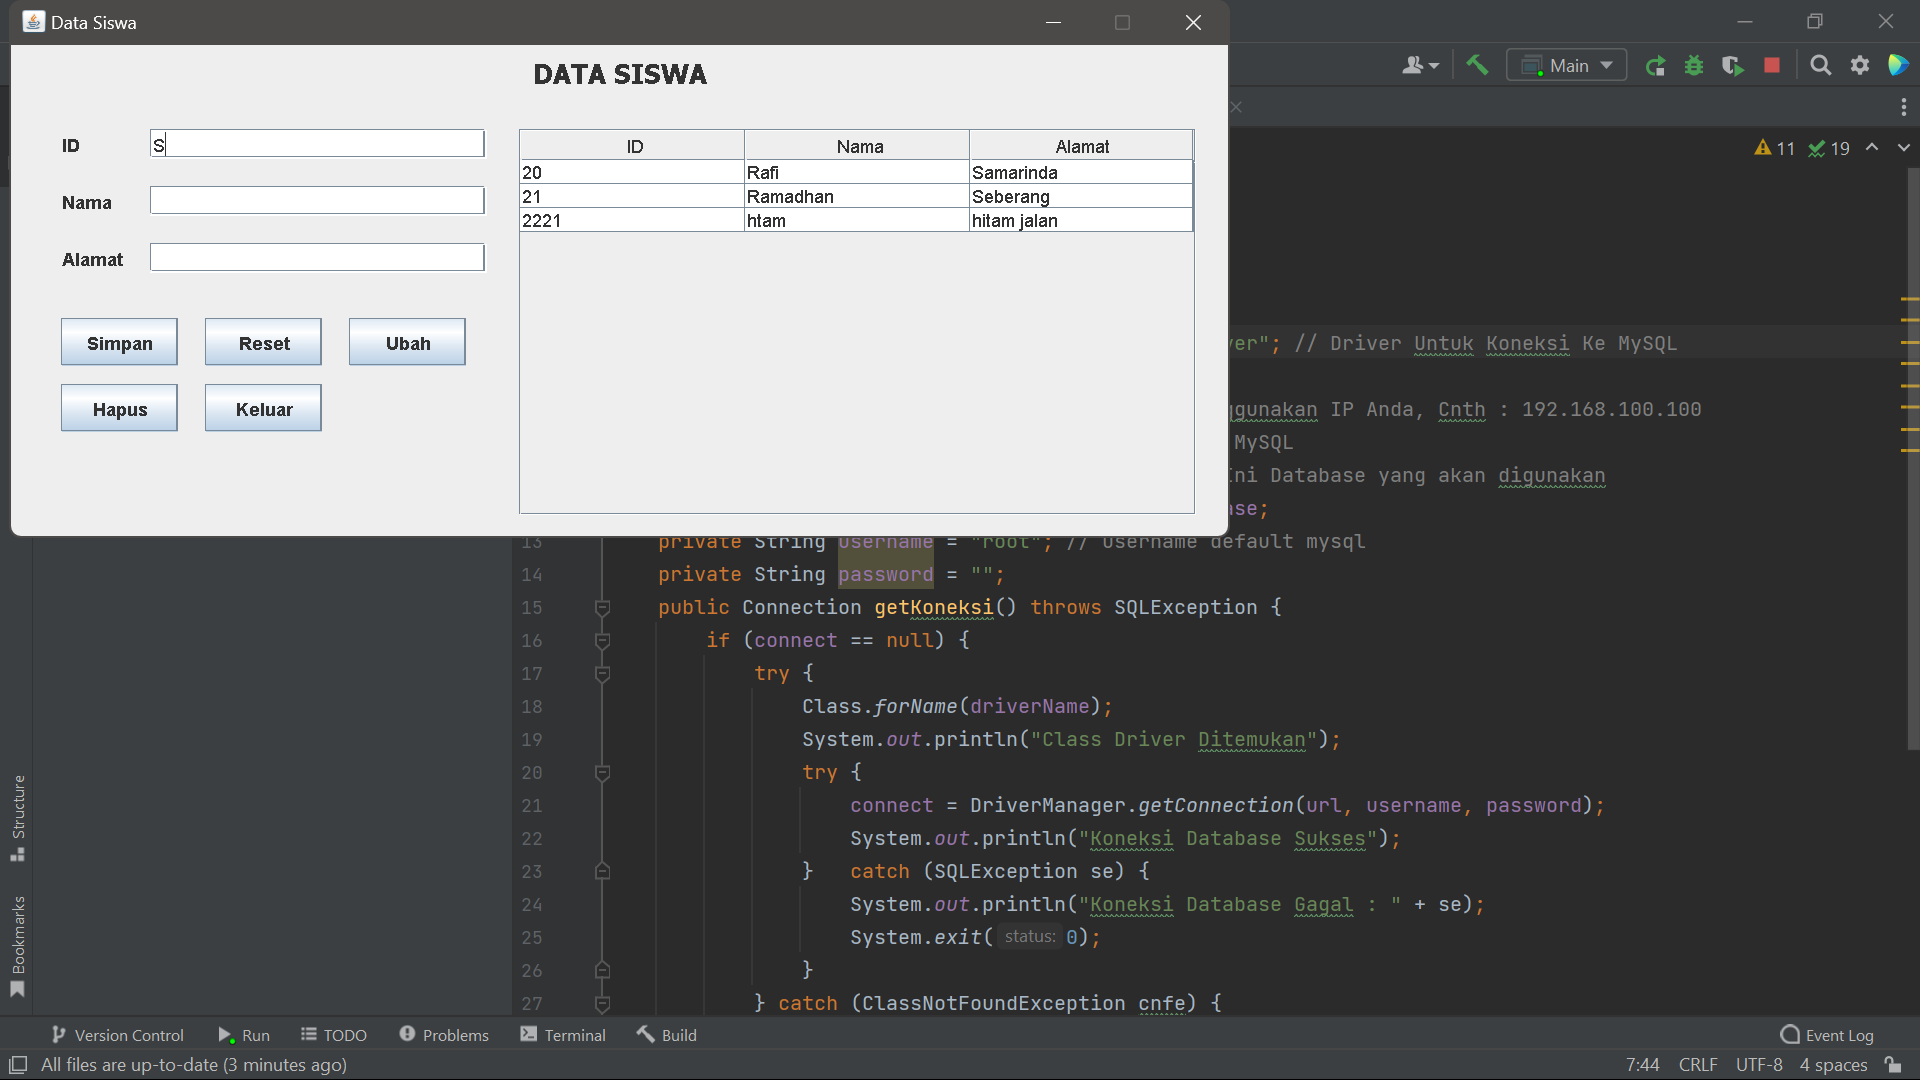 Data Siswa
DATA SISWA
ID S
Nama
Alamat
Simpan Reset Ubah
Hapus Keluar
ID Nama Alamat
20 Rafi Samarinda
21 Ramadhan Seberang
2221 htam hitam jalan
Main
11 19
ver"; // Driver Untuk Koneksi Ke MySQL
ggunakan IP Anda, Cnth : 192.168.100.100
MySQL
Ini Database yang akan digunakan
ase;
13 private String username = "root"; // Username default mysql
14 private String password = "";
15 public Connection getKoneksi() throws SQLException {
16 if (connect == null) {
17 try {
18 Class.forName(driverName);
19 System.out.println("Class Driver Ditemukan");
20 try {
21 connect = DriverManager.getConnection(url, username, password);
22 System.out.println("Koneksi Database Sukses");
23 } catch (SQLException se) {
24 System.out.println("Koneksi Database Gagal : " + se);
25 System.exit( status: 0);
26 }
27 } catch (ClassNotFoundException cnfe) {
Structure
Bookmarks
Version Control Run TODO Problems Terminal Build Event Log
All files are up-to-date (3 minutes ago) 7:44 CRLF UTF-8 4 spaces